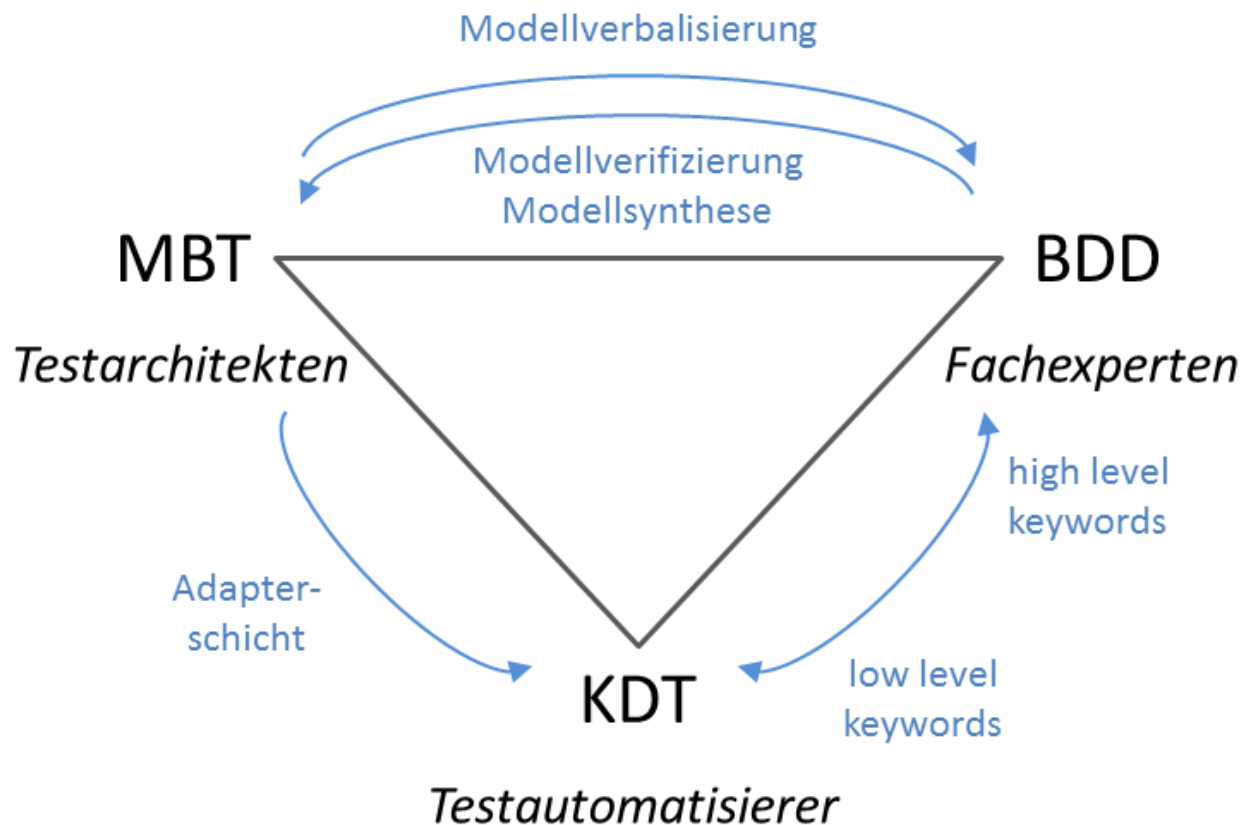 Modellverbalisierung
Modellverifizierung
Modellsynthese
MBT
BDD
Testarchitekten
Fachexperten
high level
keywords
Adapter-
schicht
low level
keywords
KDT
Testautomatisierer